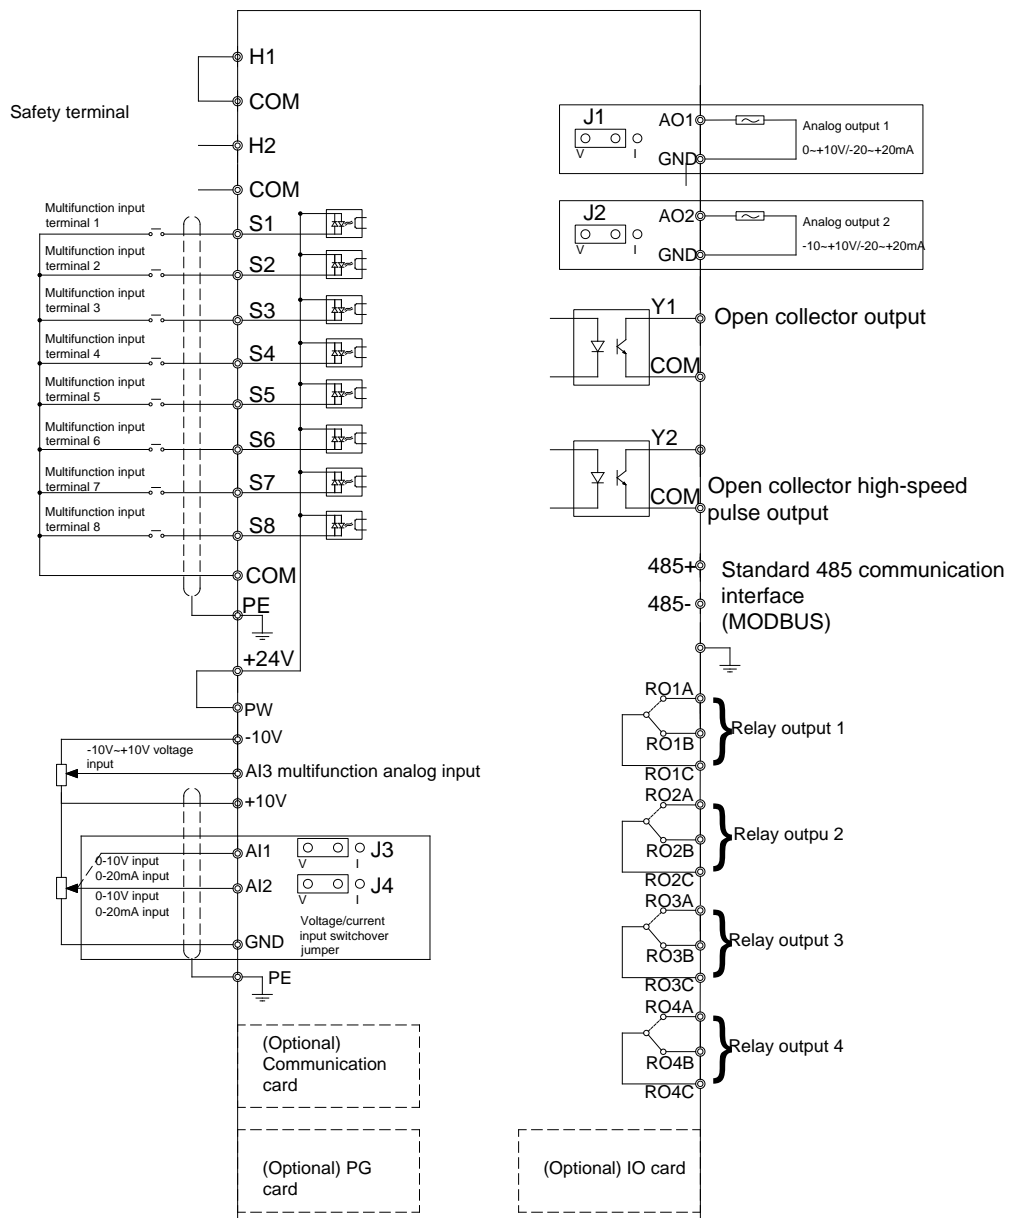 H1
COM
Safety terminal
H2
COM
Multifunction input
terminal 1
S1
Multifunction input
terminal 2
S2
Multifunction input
terminal 3
S3
Multifunction input
terminal 4
S4
Multifunction input
terminal 5
S5
Multifunction input
terminal 6
S6
Multifunction input
terminal 7
S7
Multifunction input
terminal 8
S8
COM
PE
+24V
PW
-10V
-10V~+10V voltage
input
AI3 multifunction analog input
+10V
AI1
J3
V I
0-10V input
0-20mA input
AI2
J4
V I
0-10V input
0-20mA input
Voltage/current
input switchover
jumper
GND
PE
(Optional)
Communication
card
(Optional) PG
card
J1
V I
AO1
GND
Analog output 1
0~+10V/-20~+20mA
J2
V I
AO2
GND
Analog output 2
-10~+10V/-20~+20mA
Y1
COM
Open collector output
Y2
COM
Open collector high-speed
pulse output
485+
485-
Standard 485 communication
interface
(MODBUS)
RO1A
RO1B
RO1C
Relay output 1
RO2A
RO2B
RO2C
Relay outpu 2
RO3A
RO3B
RO3C
Relay output 3
RO4A
RO4B
RO4C
Relay output 4
(Optional) IO card